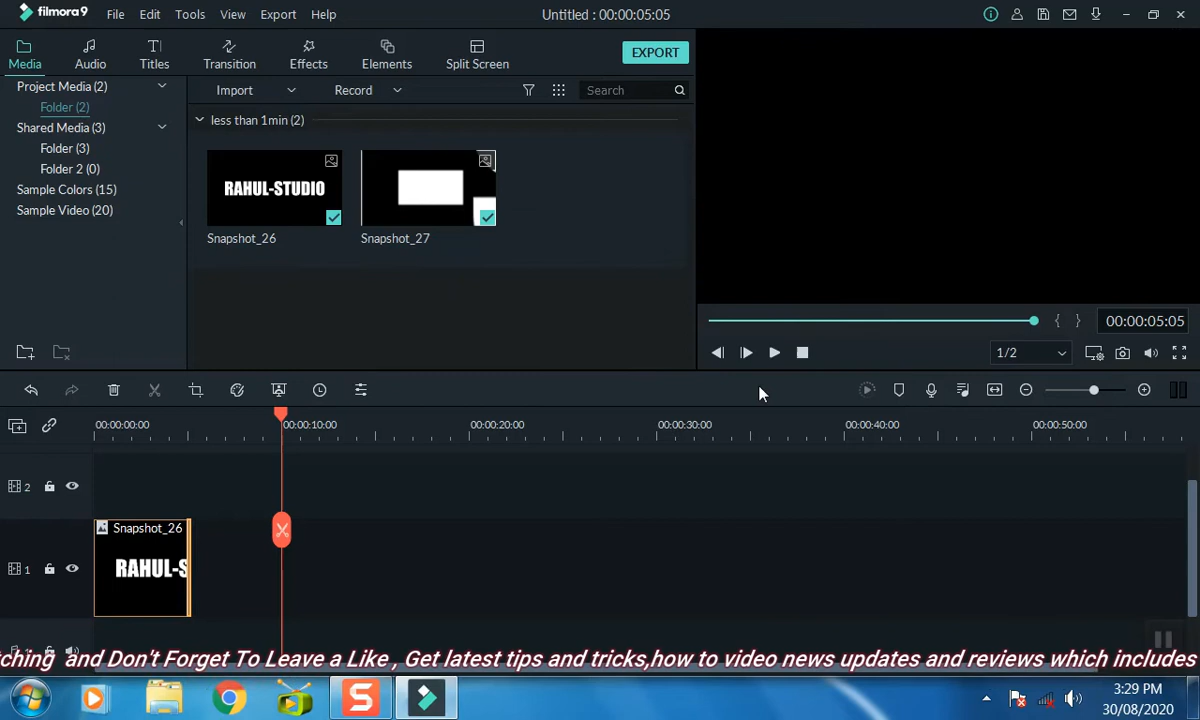 filmora9 File Edit Tools View Export Help Untitled : 00:00:05:05
Media Audio Titles Transition Effects Elements Split Screen EXPORT
Project Media (2)
Folder (2)
Shared Media (3)
Folder (3)
Folder 2 (0)
Sample Colors (15)
Sample Video (20)
Import Record Search
less than 1min (2)
RAHUL-STUDIO
Snapshot_26 Snapshot_27
00:00:05:05
1/2
00:00:00:00 00:00:10:00 00:00:20:00 00:00:30:00 00:00:40:00 00:00:50:00
2
Snapshot_26
1
RAHUL-S
tching and Don't Forget To Leave a Like , Get latest tips and tricks,how to video news updates and reviews which includes
S
3:29 PM
30/08/2020